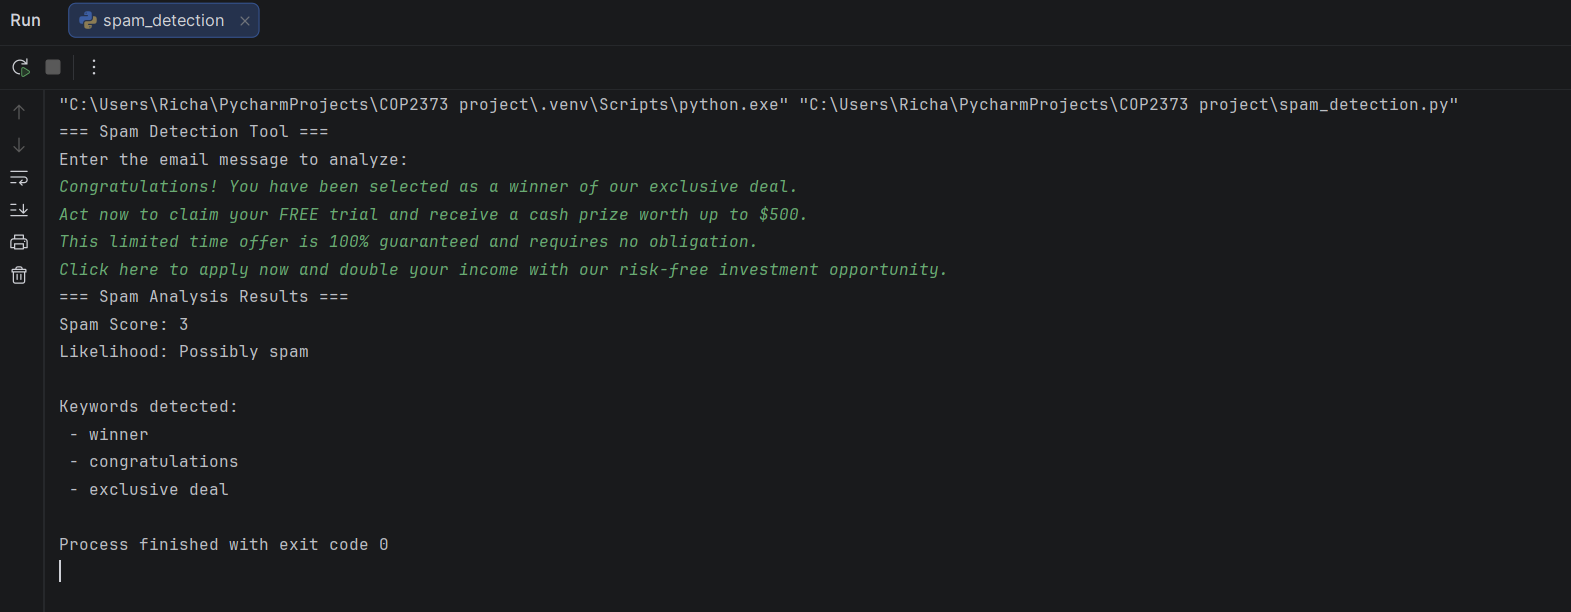 Run
spam_detection
"C:\Users\Richa\PycharmProjects\COP2373 project\.venv\Scripts\python.exe" "C:\Users\Richa\PycharmProjects\COP2373 project\spam_detection.py"
=== Spam Detection Tool ===
Enter the email message to analyze:
Congratulations! You have been selected as a winner of our exclusive deal.
Act now to claim your FREE trial and receive a cash prize worth up to $500.
This limited time offer is 100% guaranteed and requires no obligation.
Click here to apply now and double your income with our risk-free investment opportunity.
=== Spam Analysis Results ===
Spam Score: 3
Likelihood: Possibly spam
Keywords detected:
- winner
- congratulations
- exclusive deal
Process finished with exit code 0